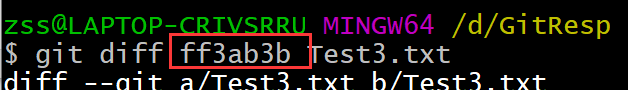 zss@LAPTOP-CRIVSRRU MINGW64 /d/GitResp
$ git diff ff3ab3b Test3.txt
diff --git a/Test3.txt b/Test3.txt